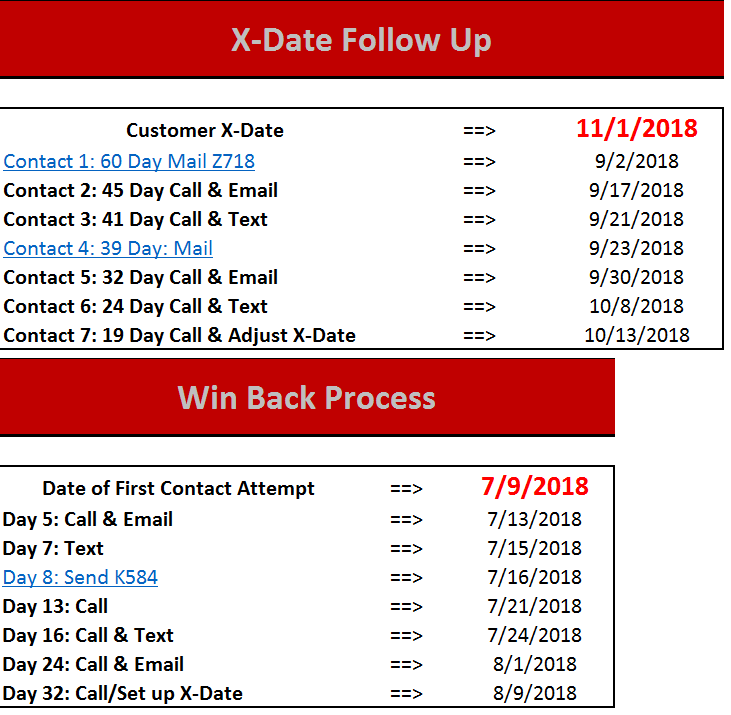 X-Date Follow Up
Customer X-Date ==> 11/1/2018
Contact 1: 60 Day Mail Z718 ==> 9/2/2018
Contact 2: 45 Day Call & Email ==> 9/17/2018
Contact 3: 41 Day Call & Text ==> 9/21/2018
Contact 4: 39 Day: Mail ==> 9/23/2018
Contact 5: 32 Day Call & Email ==> 9/30/2018
Contact 6: 24 Day Call & Text ==> 10/8/2018
Contact 7: 19 Day Call & Adjust X-Date ==> 10/13/2018
Win Back Process
Date of First Contact Attempt ==> 7/9/2018
Day 5: Call & Email ==> 7/13/2018
Day 7: Text ==> 7/15/2018
Day 8: Send K584 ==> 7/16/2018
Day 13: Call ==> 7/21/2018
Day 16: Call & Text ==> 7/24/2018
Day 24: Call & Email ==> 8/1/2018
Day 32: Call/Set up X-Date ==> 8/9/2018